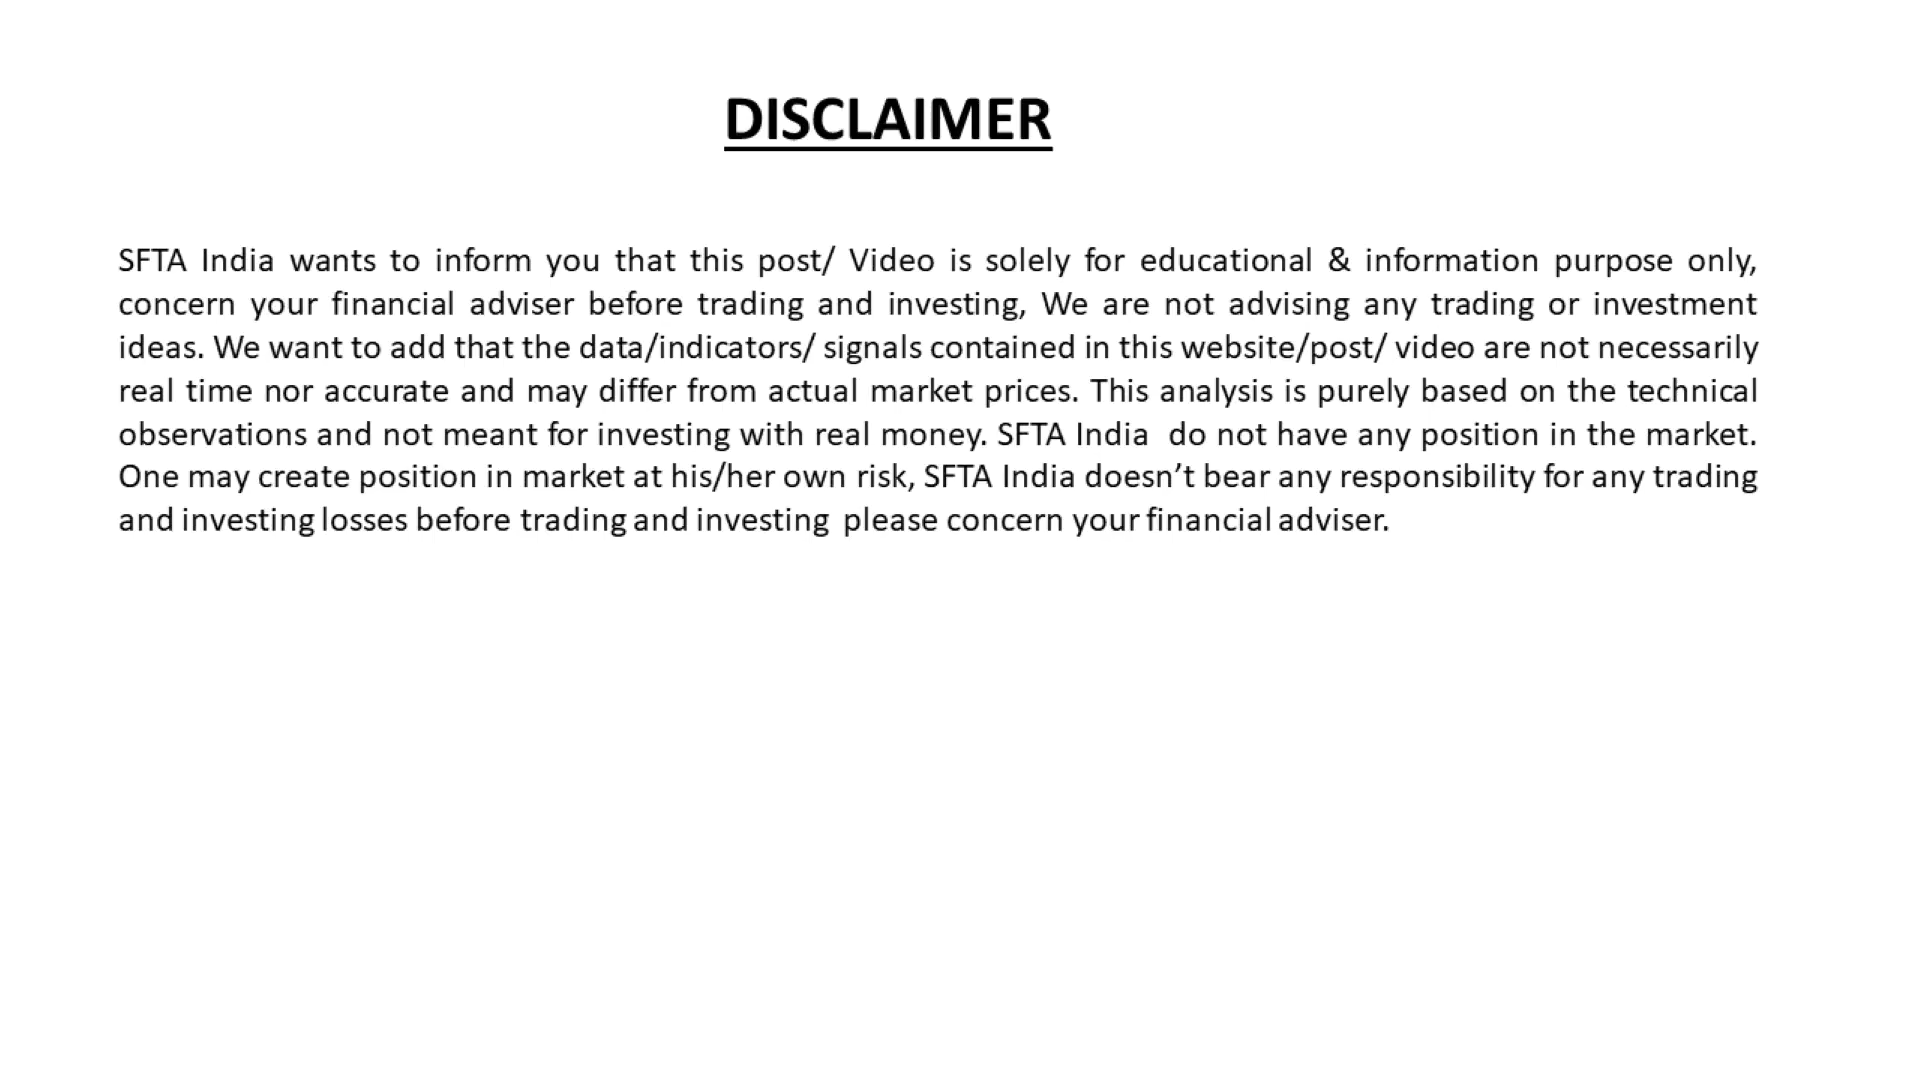 DISCLAIMER
SFTA India wants to inform you that this post/ Video is solely for educational & information purpose only,
concern your financial adviser before trading and investing, We are not advising any trading or investment
ideas. We want to add that the data/indicators/ signals contained in this website/post/ video are not necessarily
real time nor accurate and may differ from actual market prices. This analysis is purely based on the technical
observations and not meant for investing with real money. SFTA India  do not have any position in the market.
One may create position in market at his/her own risk, SFTA India doesn’t bear any responsibility for any trading
and investing losses before trading and investing  please concern your financial adviser.